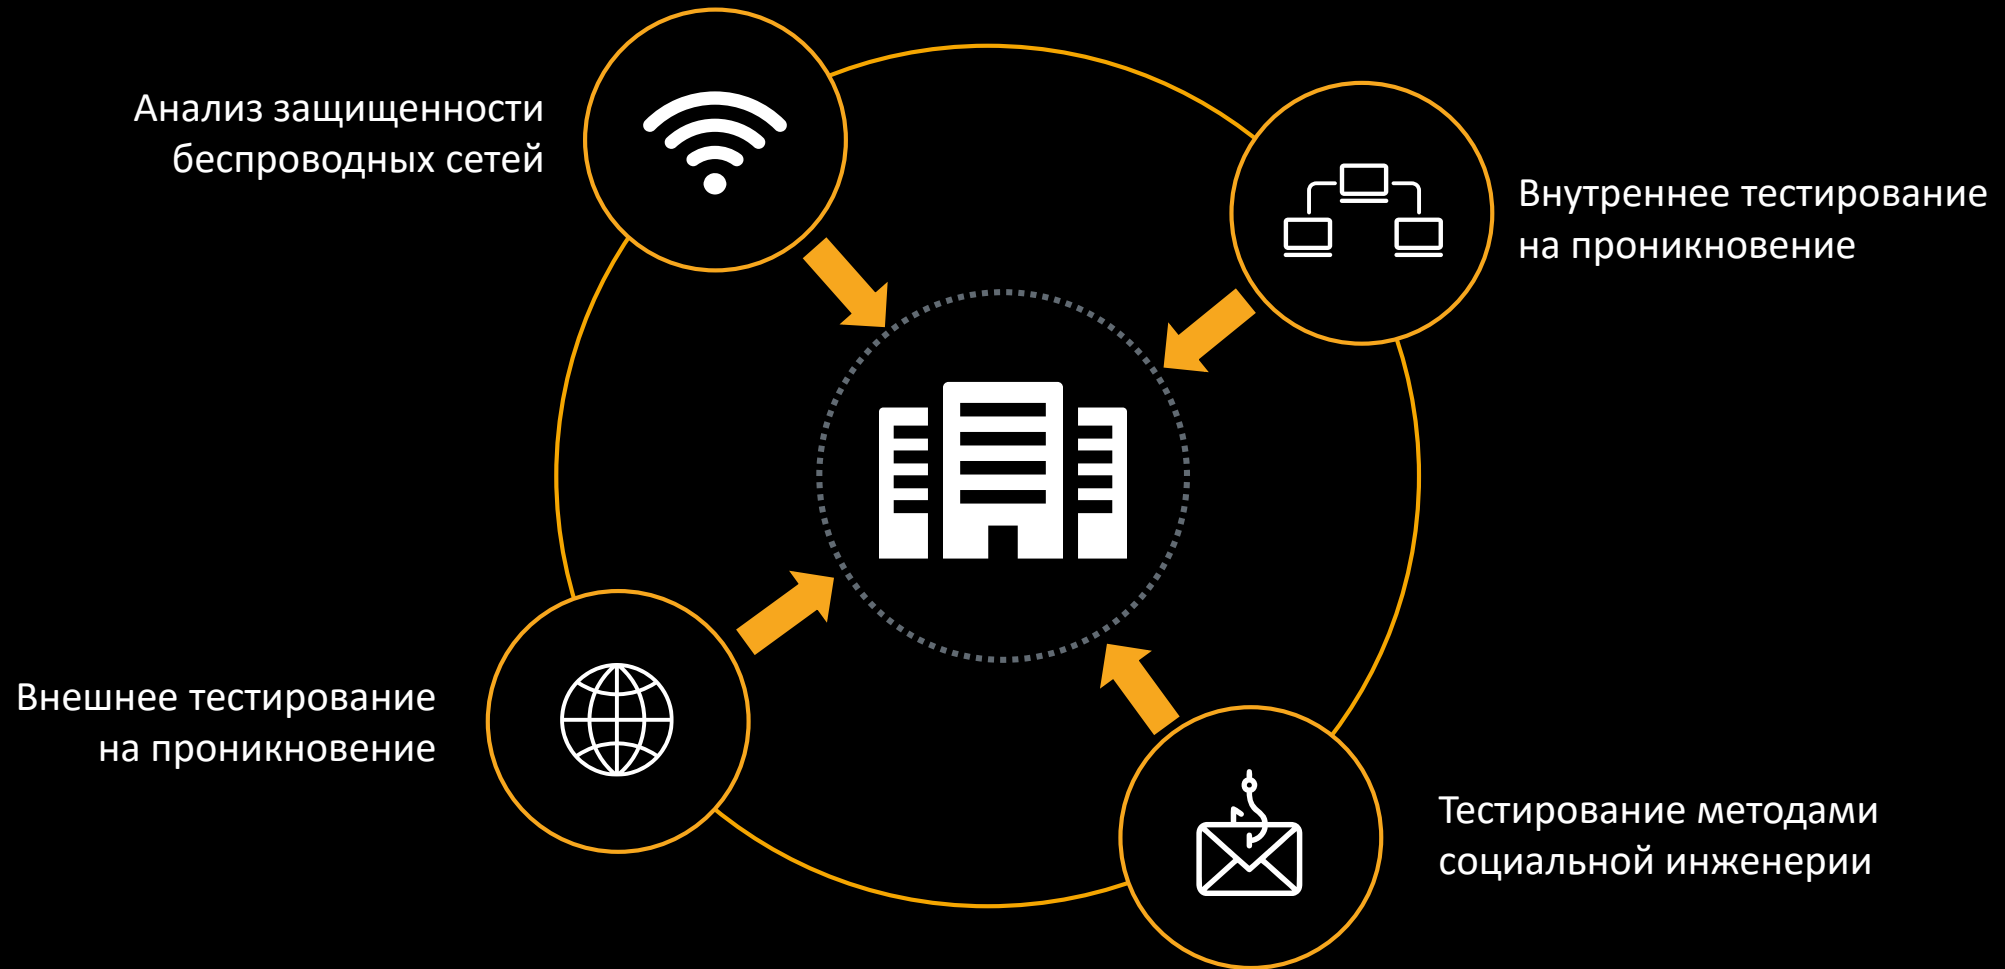 Анализ защищенности
беспроводных сетей
Внутреннее тестирование
на проникновение
Внешнее тестирование
на проникновение
Тестирование методами
социальной инженерии